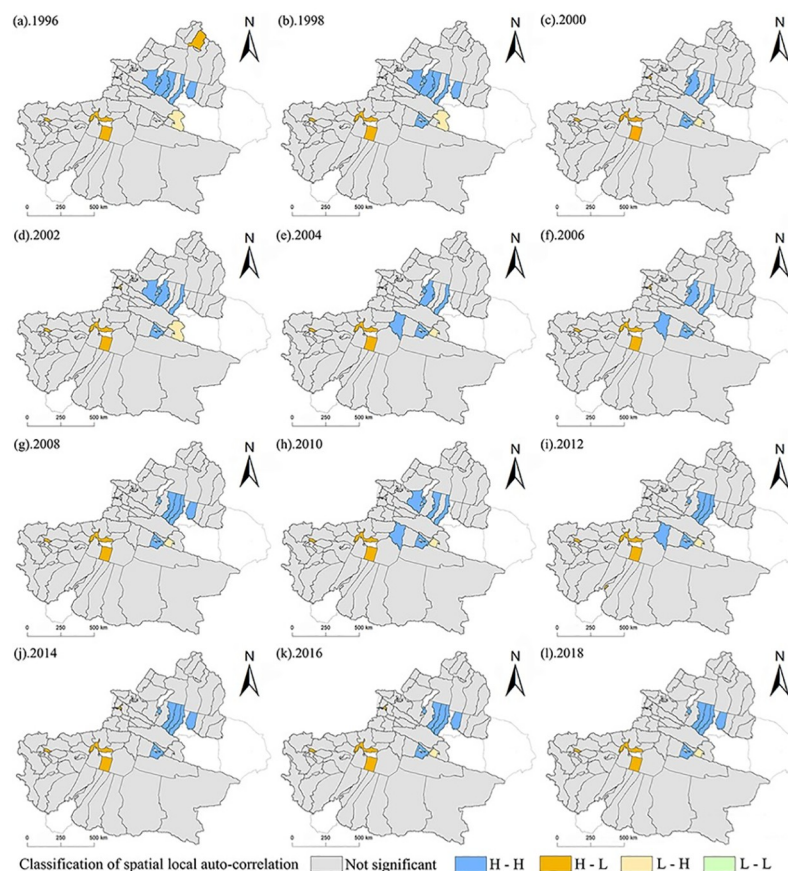 (a).1996 N (b).1998 N (c).2000 N
0 250 500 km 0 250 500 km 0 250 500 km
(d).2002 N (e).2004 N (f).2006 N
0 250 500 km 0 250 500 km 0 250 500 km
(g).2008 N (h).2010 N (i).2012 N
0 250 500 km 0 250 500 km 0 250 500 km
(j).2014 N (k).2016 N (l).2018 N
0 250 500 km 0 250 500 km 0 250 500 km
Classification of spatial local auto-correlation Not significant H - H H - L L - H L - L